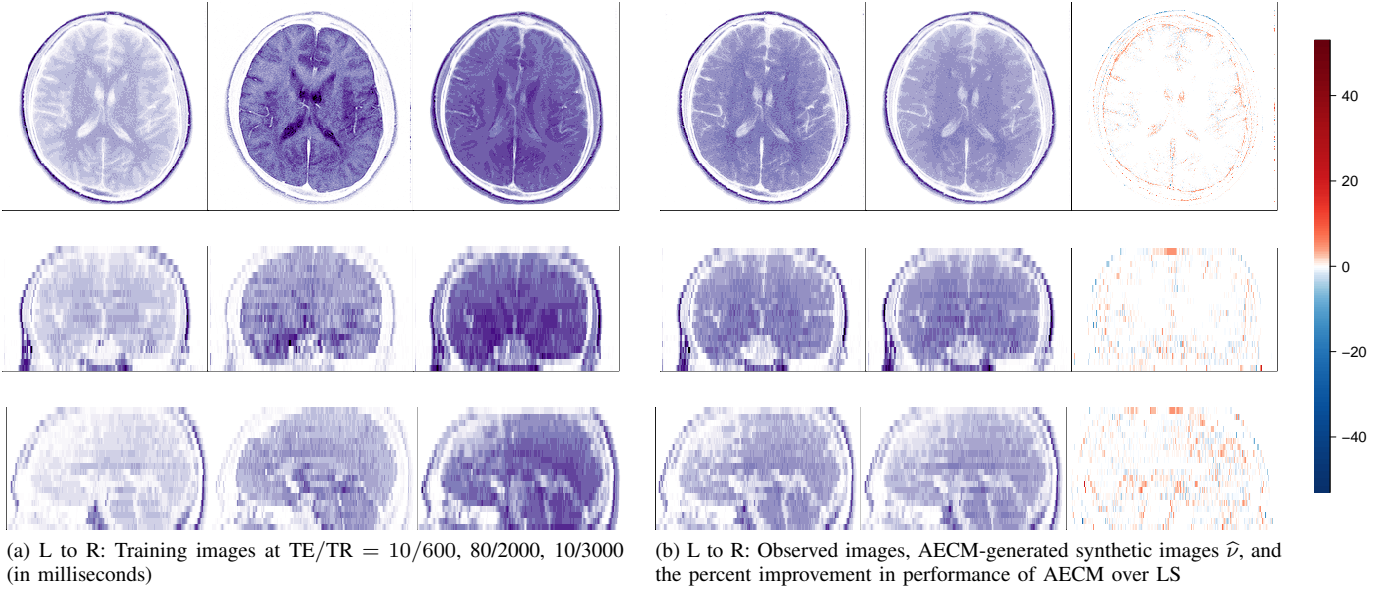 40
20
0
−20
−40
(a) L to R: Training images at TE/TR = 10/600, 80/2000, 10/3000
(in milliseconds)
(b) L to R: Observed images, AECM-generated synthetic images ν̂, and
the percent improvement in performance of AECM over LS